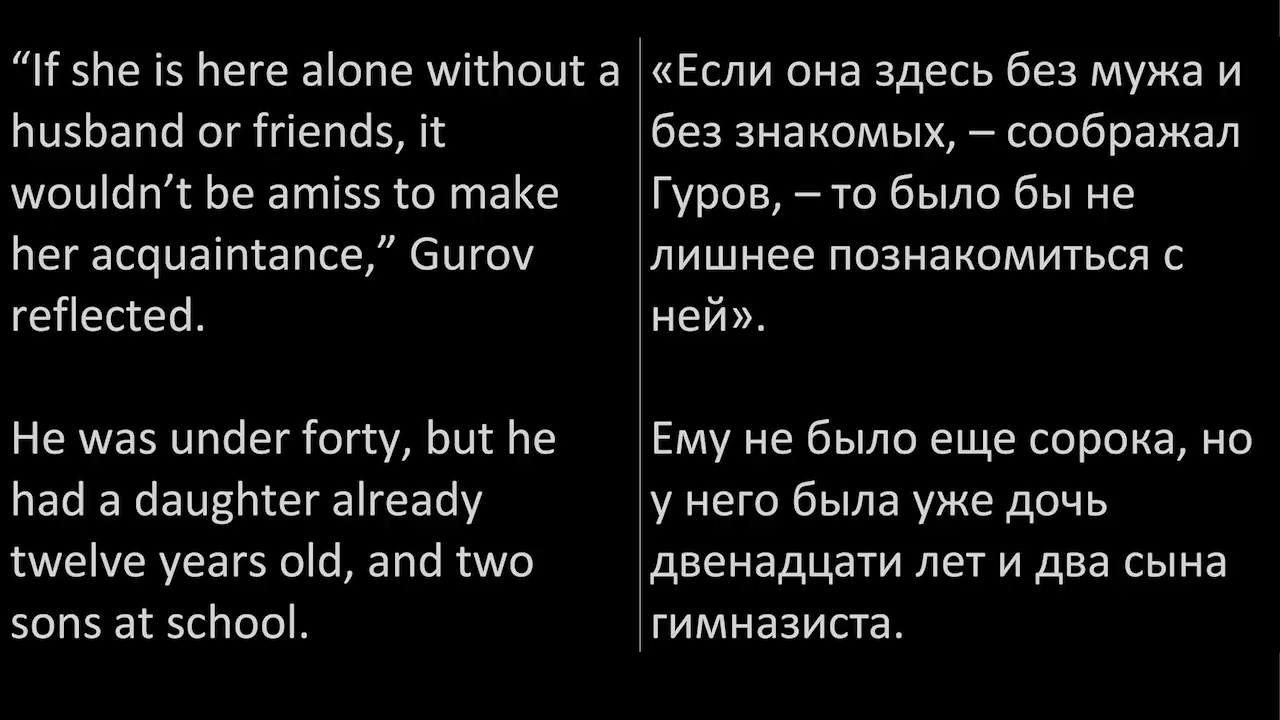 “If she is here alone without a
husband or friends, it
wouldn’t be amiss to make
her acquaintance,” Gurov
reflected.
He was under forty, but he
had a daughter already
twelve years old, and two
sons at school.
«Если она здесь без мужа и
без знакомых, – соображал
Гуров, – то было бы не
лишнее познакомиться с
ней».
Ему не было еще сорока, но
у него была уже дочь
двенадцати лет и два сына
гимназиста.